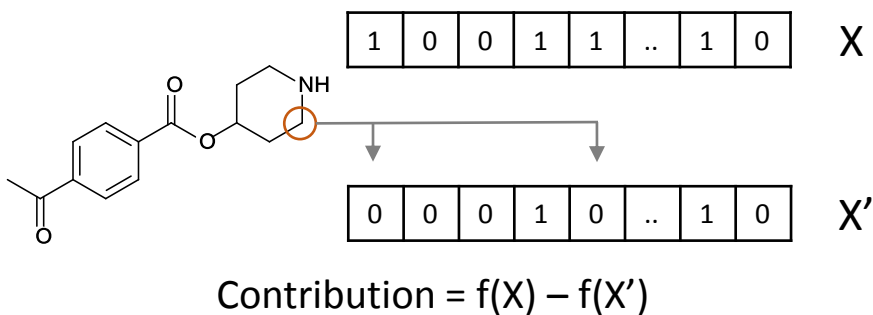 1 0 0 1 1 .. 1 0 X
O
NH
O
0 0 0 1 0 .. 1 0 X’
O
Contribution = f(X) – f(X’)